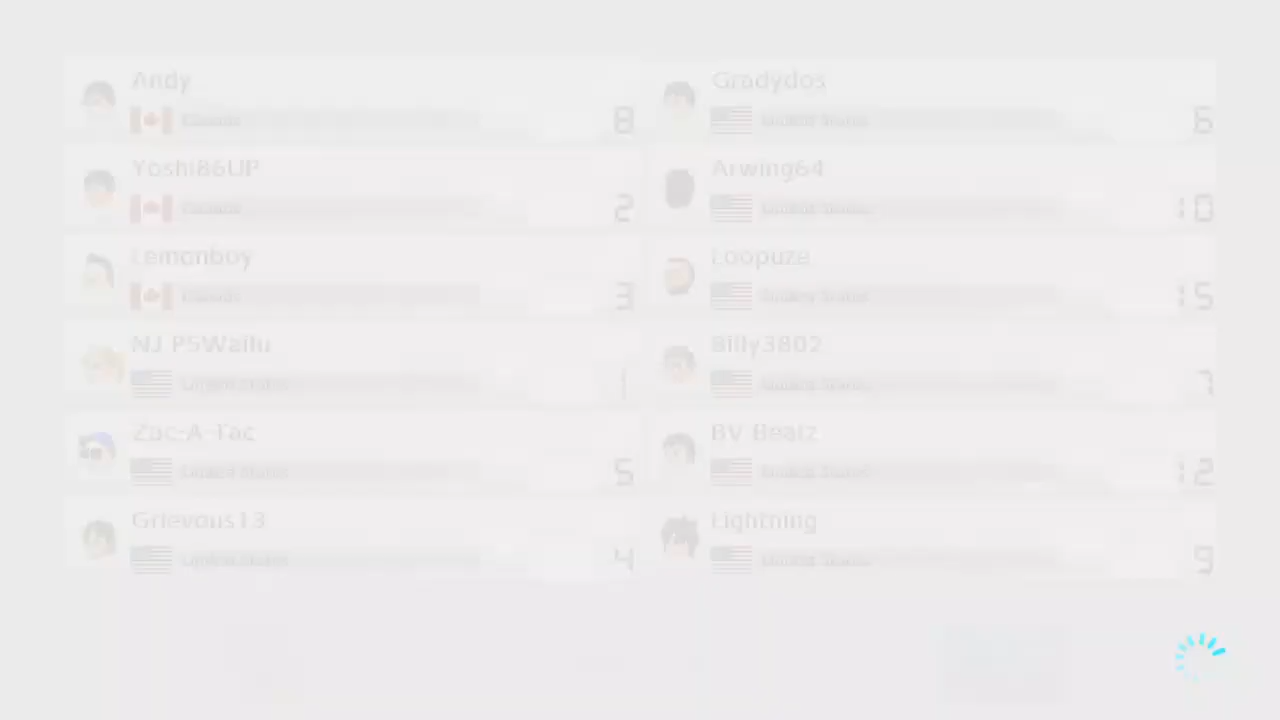 Andy
Canada 8
Yoshi86UP
Canada 2
Lemonboy
Canada 3
NJ P5Waifu
United States 1
Zac-A-Tac
United States 5
Grievous13
United States 4
Gradydos
United States 6
Arwing64
United States 10
Loopuze
United States 15
Billy3802
United States
BV Beatz
United States 12
Lightning
United States 9